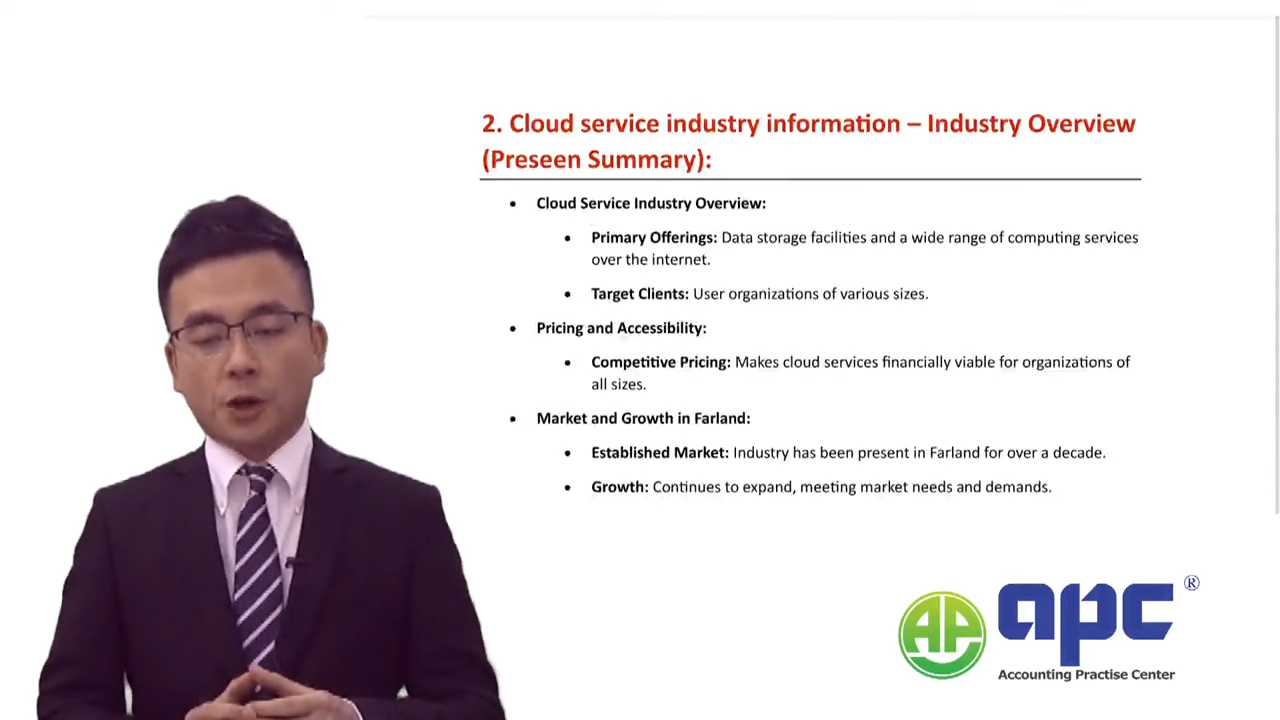 2. Cloud service industry information – Industry Overview
(Preseen Summary):
• Cloud Service Industry Overview:
• Primary Offerings: Data storage facilities and a wide range of computing services
over the internet.
• Target Clients: User organizations of various sizes.
• Pricing and Accessibility:
• Competitive Pricing: Makes cloud services financially viable for organizations of
all sizes.
• Market and Growth in Farland:
• Established Market: Industry has been present in Farland for over a decade.
• Growth: Continues to expand, meeting market needs and demands.
AP apc ®
Accounting Practise Center